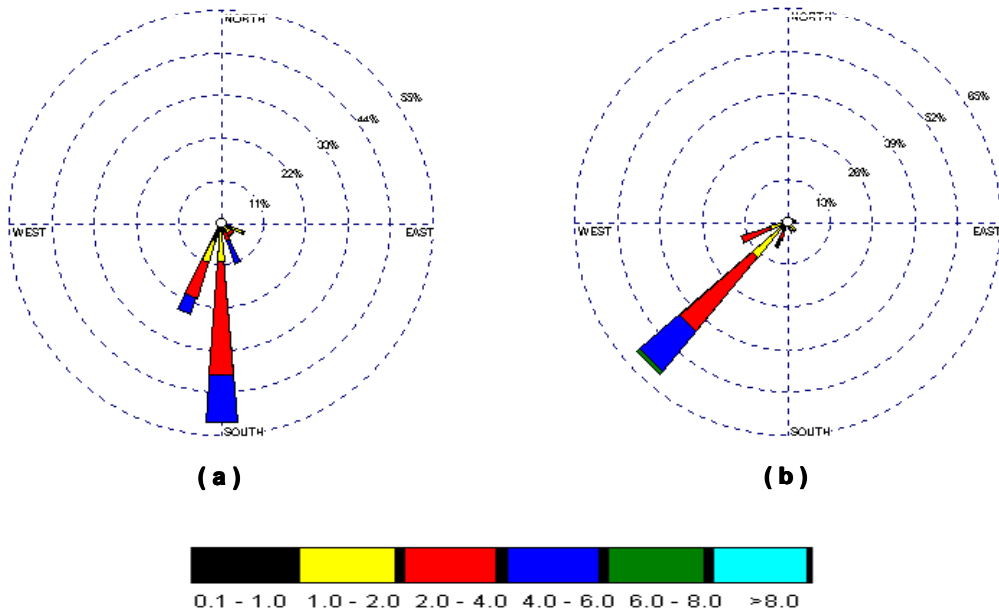 NORTH
55%
44%
33%
22%
11%
WEST
EAST
SOUTH
(a)
NORTH
65%
52%
39%
26%
13%
WEST
EAST
SOUTH
(b)
0.1 - 1.0 1.0 - 2.0 2.0 - 4.0 4.0 - 6.0 6.0 - 8.0 >8.0